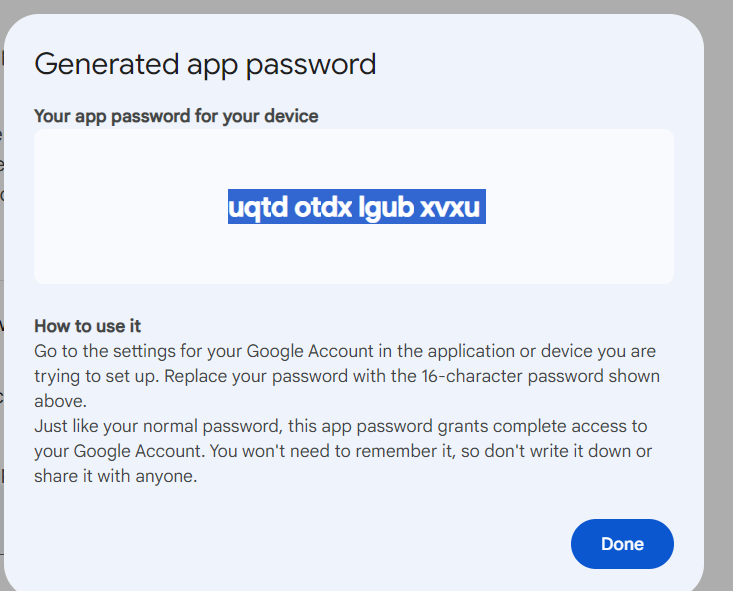 Generated app password
Your app password for your device
uqtd otdx lgub xvxu
How to use it
Go to the settings for your Google Account in the application or device you are
trying to set up. Replace your password with the 16-character password shown
above.
Just like your normal password, this app password grants complete access to
your Google Account. You won't need to remember it, so don't write it down or
share it with anyone.
Done